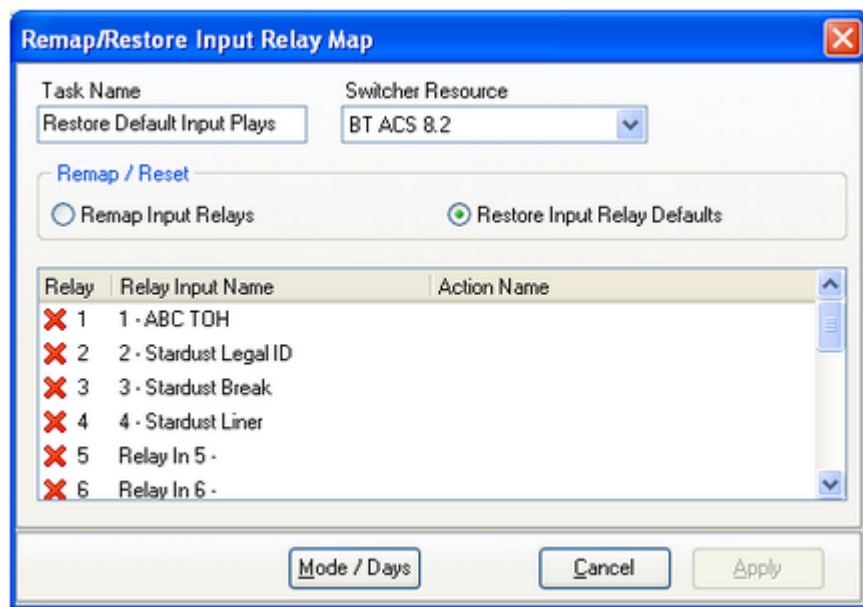 Remap/Restore Input Relay Map
Task Name Switcher Resource
Restore Default Input Plays BT ACS 8.2
Remap / Reset
Remap Input Relays Restore Input Relay Defaults
Relay Relay Input Name Action Name
1 1 - ABC TOH
2 2 - Stardust Legal ID
3 3 - Stardust Break
4 4 - Stardust Liner
5 Relay In 5 -
6 Relay In 6 -
Mode / Days Cancel Apply